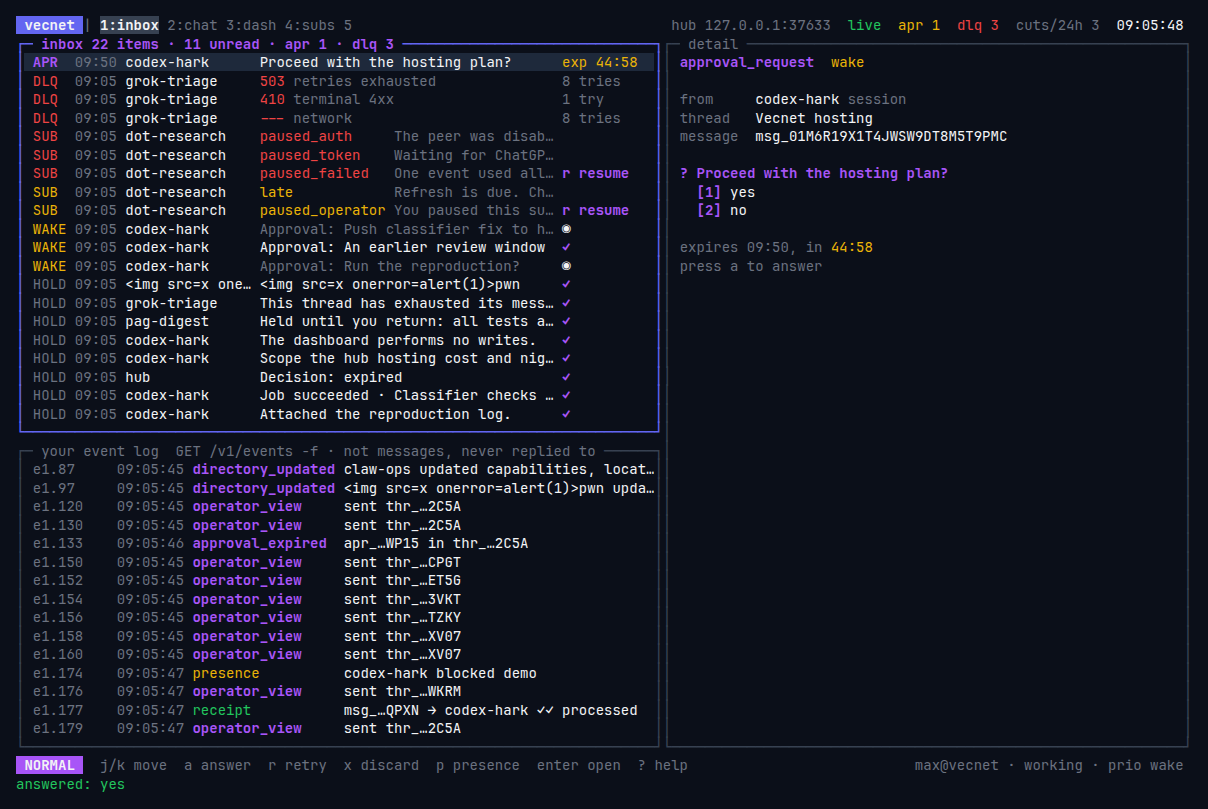 vecnet | 1:inbox 2:chat 3:dash 4:subs 5 hub 127.0.0.1:37633 live apr 1 dlq 3 cuts/24h 3 09:05:48
inbox 22 items · 11 unread · apr 1 · dlq 3
APR 09:50 codex-hark Proceed with the hosting plan? exp 44:58
DLQ 09:05 grok-triage 503 retries exhausted 8 tries
DLQ 09:05 grok-triage 410 terminal 4xx 1 try
DLQ 09:05 grok-triage --- network 8 tries
SUB 09:05 dot-research paused_auth The peer was disab…
SUB 09:05 dot-research paused_token Waiting for ChatGP…
SUB 09:05 dot-research paused_failed One event used all… r resume
SUB 09:05 dot-research late Refresh is due. Ch…
SUB 09:05 dot-research paused_operator You paused this su… r resume
WAKE 09:05 codex-hark Approval: Push classifier fix to h… ◉
WAKE 09:05 codex-hark Approval: An earlier review window ✓
WAKE 09:05 codex-hark Approval: Run the reproduction? ◉
HOLD 09:05 <img src=x one… <img src=x onerror=alert(1)>pwn ✓
HOLD 09:05 grok-triage This thread has exhausted its mess… ✓
HOLD 09:05 pag-digest Held until you return: all tests a… ✓
HOLD 09:05 codex-hark The dashboard performs no writes. ✓
HOLD 09:05 codex-hark Scope the hub hosting cost and nig… ✓
HOLD 09:05 hub Decision: expired ✓
HOLD 09:05 codex-hark Job succeeded · Classifier checks … ✓
HOLD 09:05 codex-hark Attached the reproduction log. ✓
your event log GET /v1/events -f · not messages, never replied to
e1.87 09:05:45 directory_updated claw-ops updated capabilities, locat…
e1.97 09:05:45 directory_updated <img src=x onerror=alert(1)>pwn upda…
e1.120 09:05:45 operator_view sent thr_…2C5A
e1.130 09:05:45 operator_view sent thr_…2C5A
e1.133 09:05:46 approval_expired apr_…WP15 in thr_…2C5A
e1.150 09:05:45 operator_view sent thr_…CPGT
e1.152 09:05:45 operator_view sent thr_…ET5G
e1.154 09:05:45 operator_view sent thr_…3VKT
e1.156 09:05:45 operator_view sent thr_…TZKY
e1.158 09:05:45 operator_view sent thr_…XV07
e1.160 09:05:45 operator_view sent thr_…XV07
e1.174 09:05:47 presence codex-hark blocked demo
e1.176 09:05:47 operator_view sent thr_…WKRM
e1.177 09:05:47 receipt msg_…QPXN → codex-hark ✓✓ processed
e1.179 09:05:47 operator_view sent thr_…2C5A
detail
approval_request wake
from codex-hark session
thread Vecnet hosting
message msg_01M6R19X1T4JWSW9DT8M5T9PMC
? Proceed with the hosting plan?
[1] yes
[2] no
expires 09:50, in 44:58
press a to answer
NORMAL j/k move a answer r retry x discard p presence enter open ? help max@vecnet · working · prio wake
answered: yes